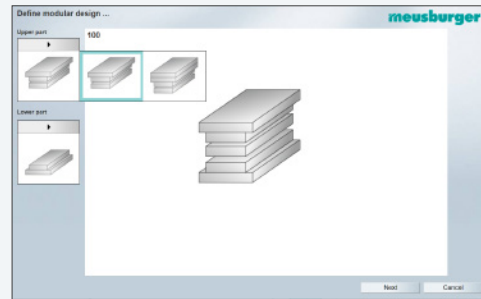 Define modular design ...
meusburger
Upper part
100
Lower part
Next
Cancel